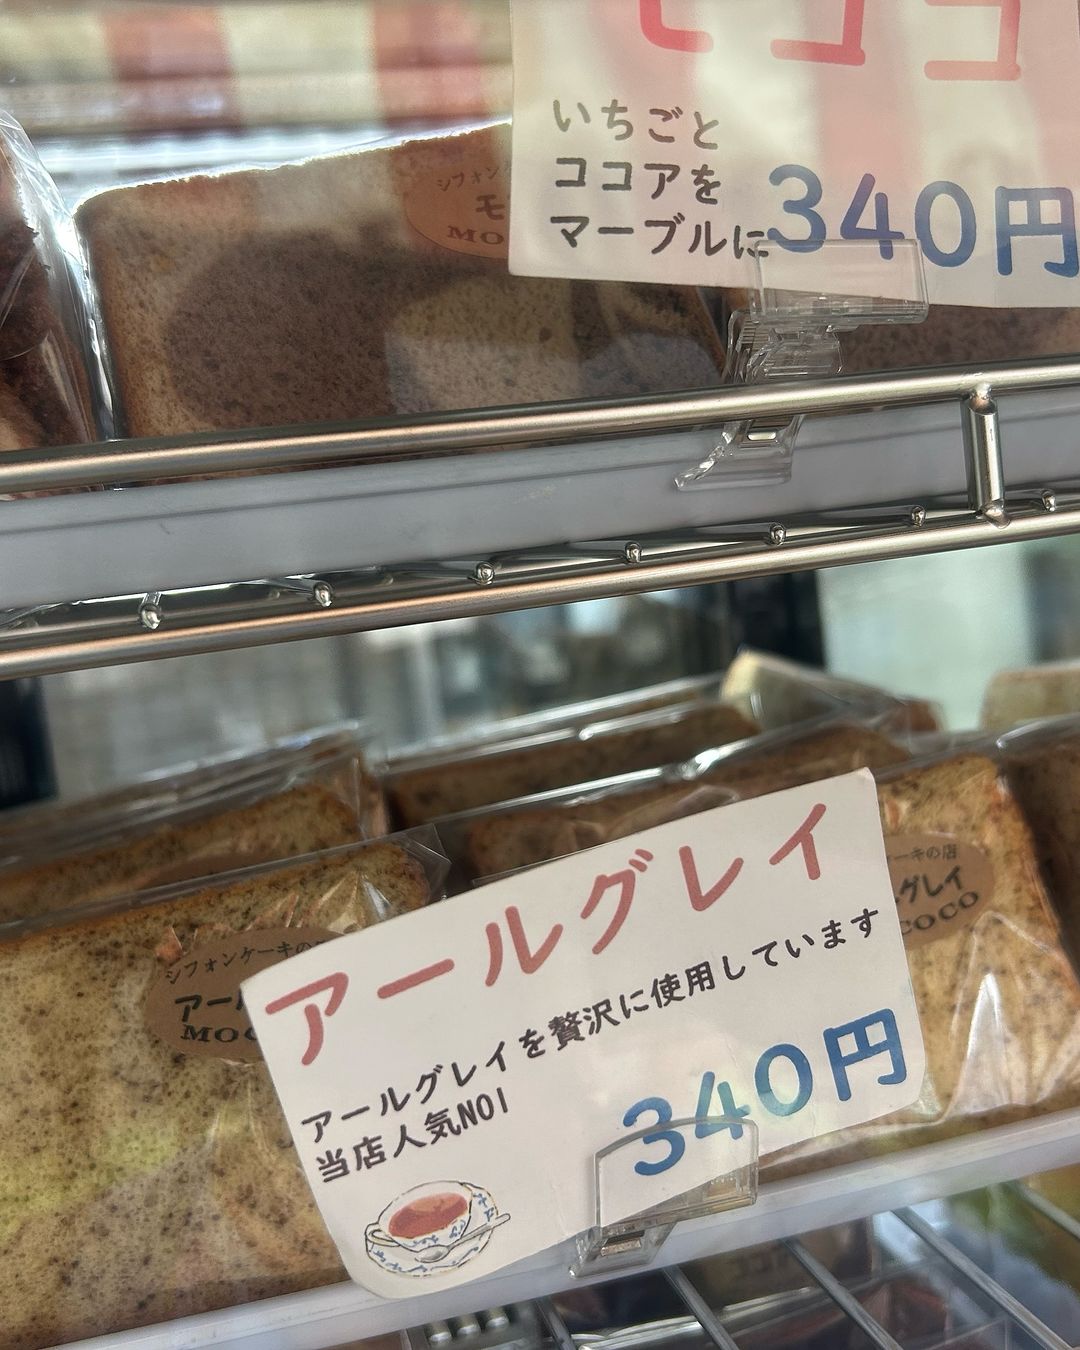 いちごと
ココアを
マーブルに
340円
シフォン
モ
MO
アールグレイ
アールグレイを贅沢に使用しています
当店人気NO1
340円
シフォンケーキの
アール
MOC
ーキの店
グレイ
COCO